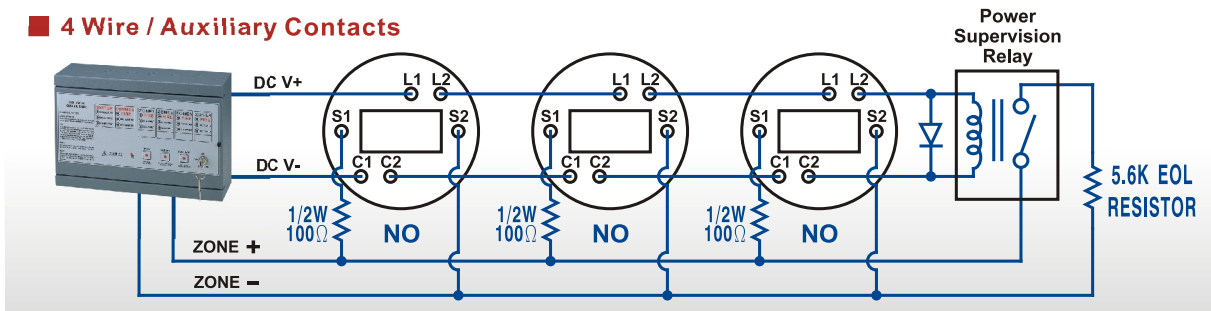 4 Wire / Auxiliary Contacts
Power
Supervision
Relay
DC V+
L1 L2
L1 L2
L1 L2
S1 S2
S1 S2
S1 S2
DC V-
C1 C2
C1 C2
C1 C2
5.6K EOL
RESISTOR
1/2W
100Ω
NO
1/2W
100Ω
NO
1/2W
100Ω
NO
ZONE +
ZONE −